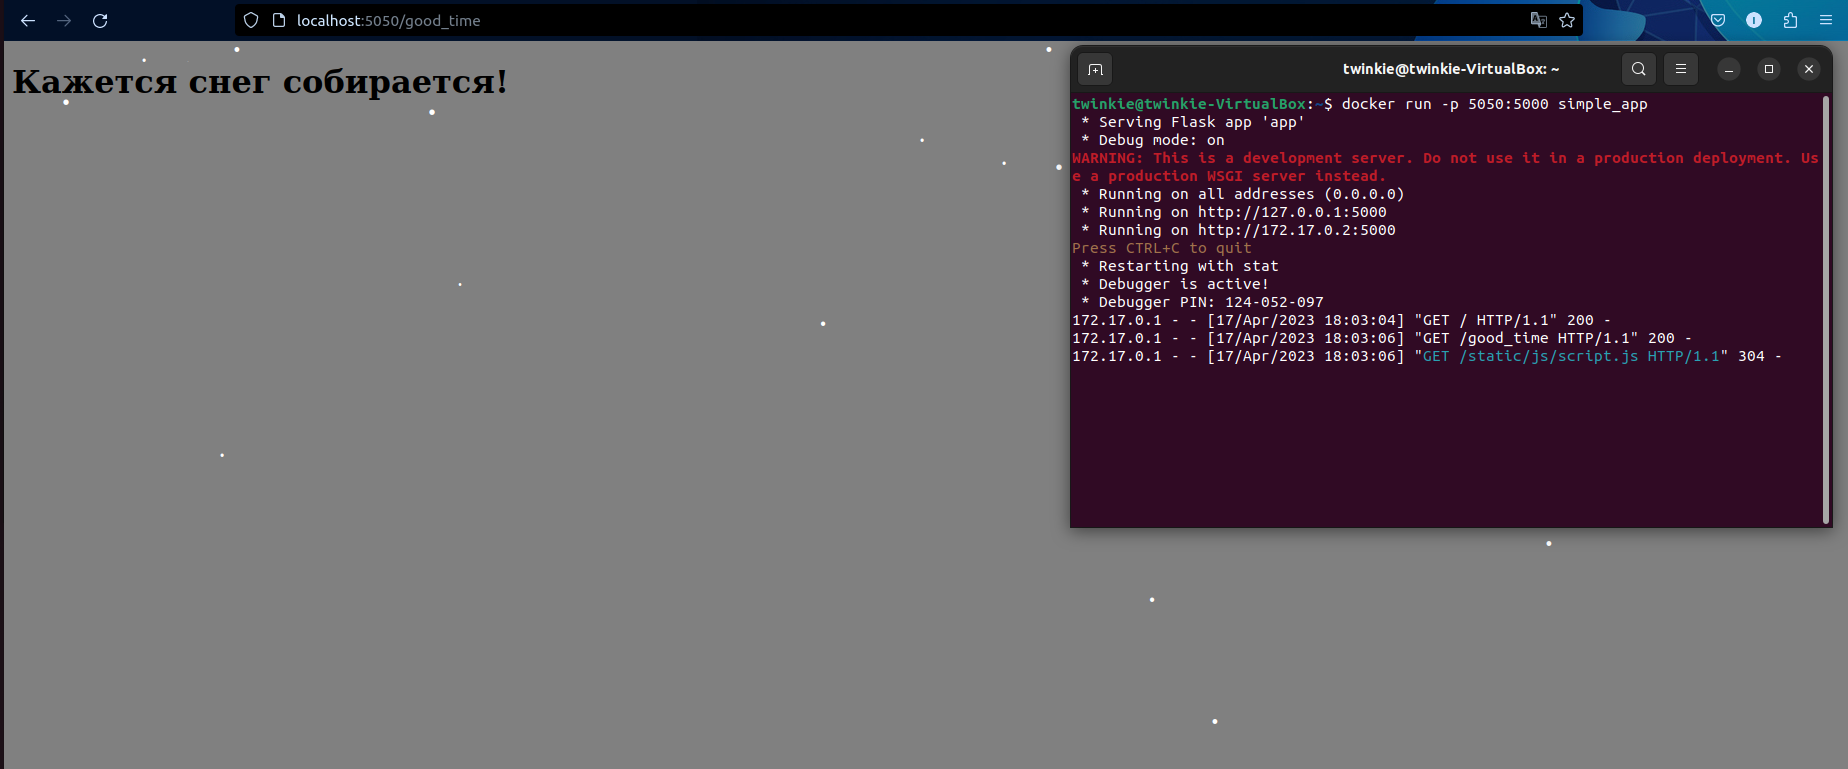 localhost:5050/good_time
Кажется снег собирается!
twinkie@twinkie-VirtualBox: ~
twinkie@twinkie-VirtualBox:~$ docker run -p 5050:5000 simple_app
 * Serving Flask app 'app'
 * Debug mode: on
WARNING: This is a development server. Do not use it in a production deployment. Us
e a production WSGI server instead.
 * Running on all addresses (0.0.0.0)
 * Running on http://127.0.0.1:5000
 * Running on http://172.17.0.2:5000
Press CTRL+C to quit
 * Restarting with stat
 * Debugger is active!
 * Debugger PIN: 124-052-097
172.17.0.1 - - [17/Apr/2023 18:03:04] "GET / HTTP/1.1" 200 -
172.17.0.1 - - [17/Apr/2023 18:03:06] "GET /good_time HTTP/1.1" 200 -
172.17.0.1 - - [17/Apr/2023 18:03:06] "GET /static/js/script.js HTTP/1.1" 304 -